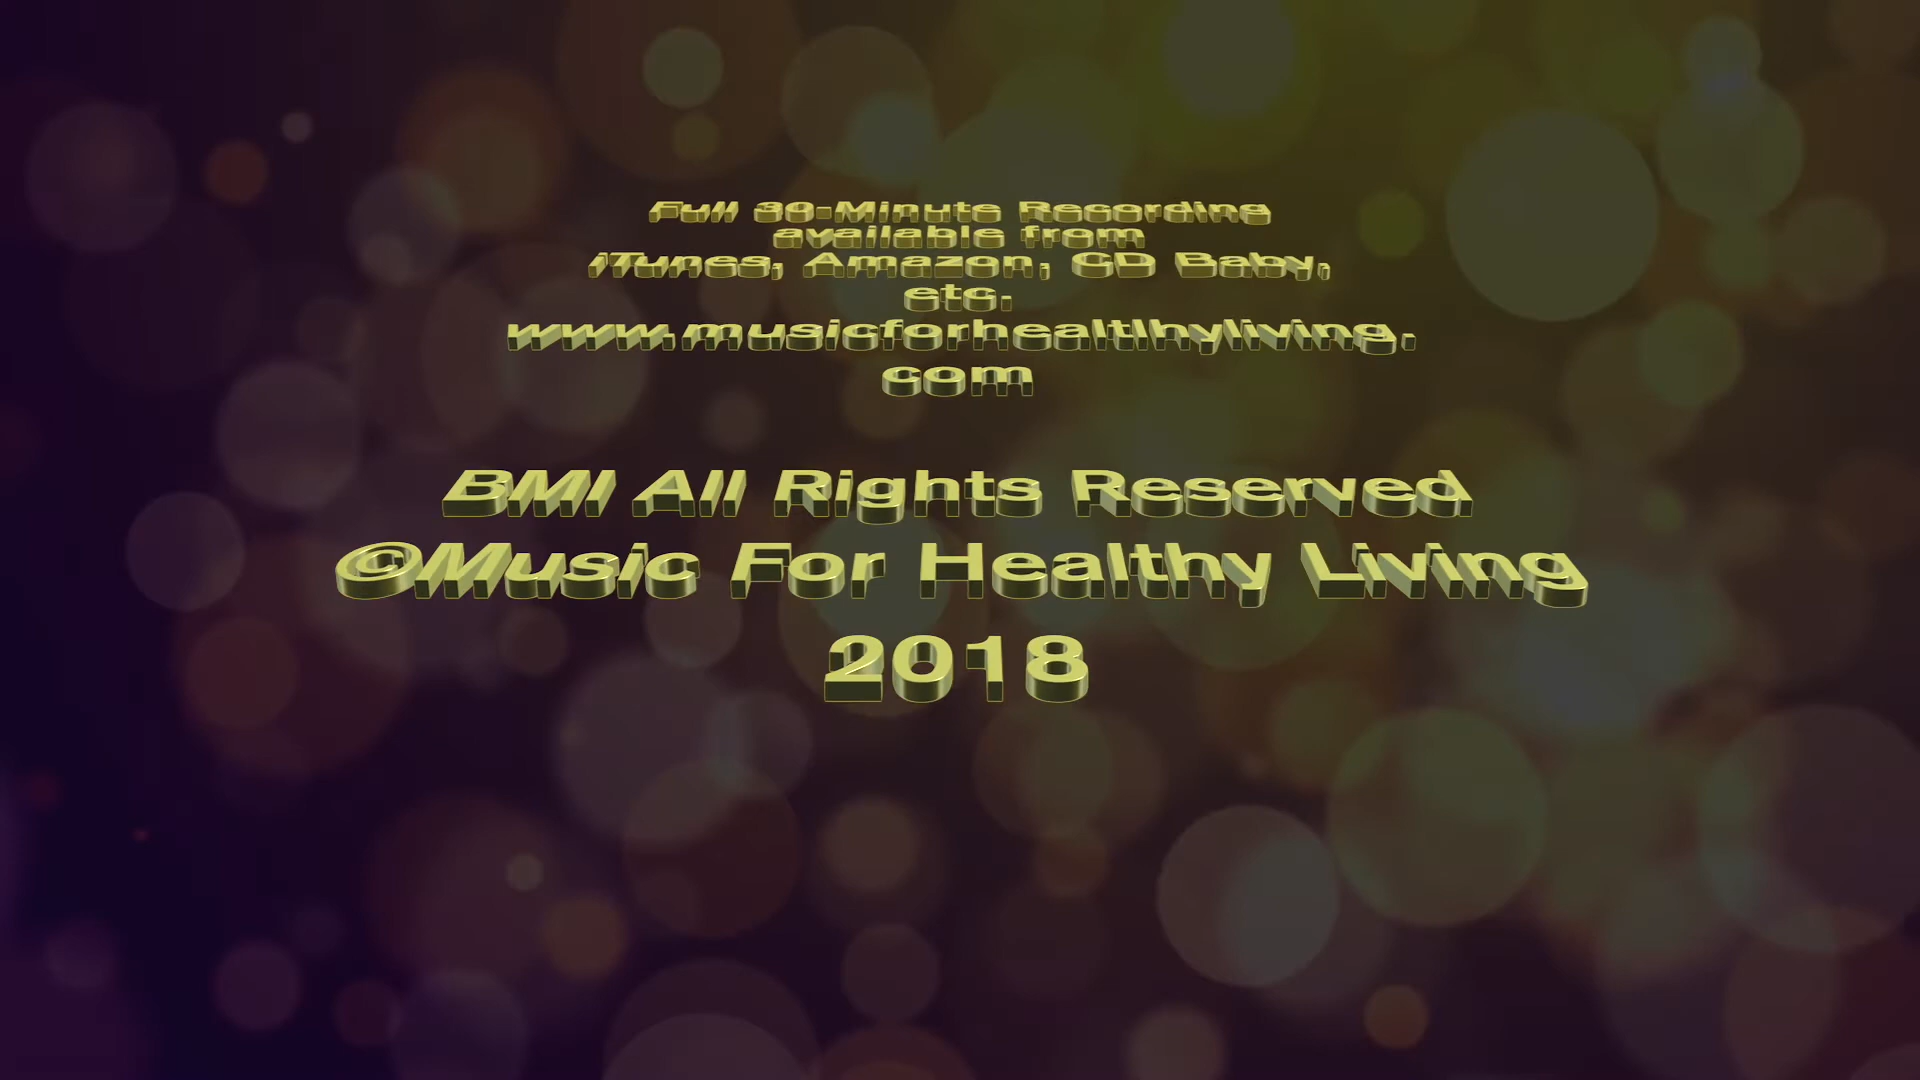 Full 30-Minute Recording
available from
iTunes, Amazon, CD Baby,
etc.
www.musicforhealtlhyliving.
com
BMI All Rights Reserved
©Music For Healthy Living
2018